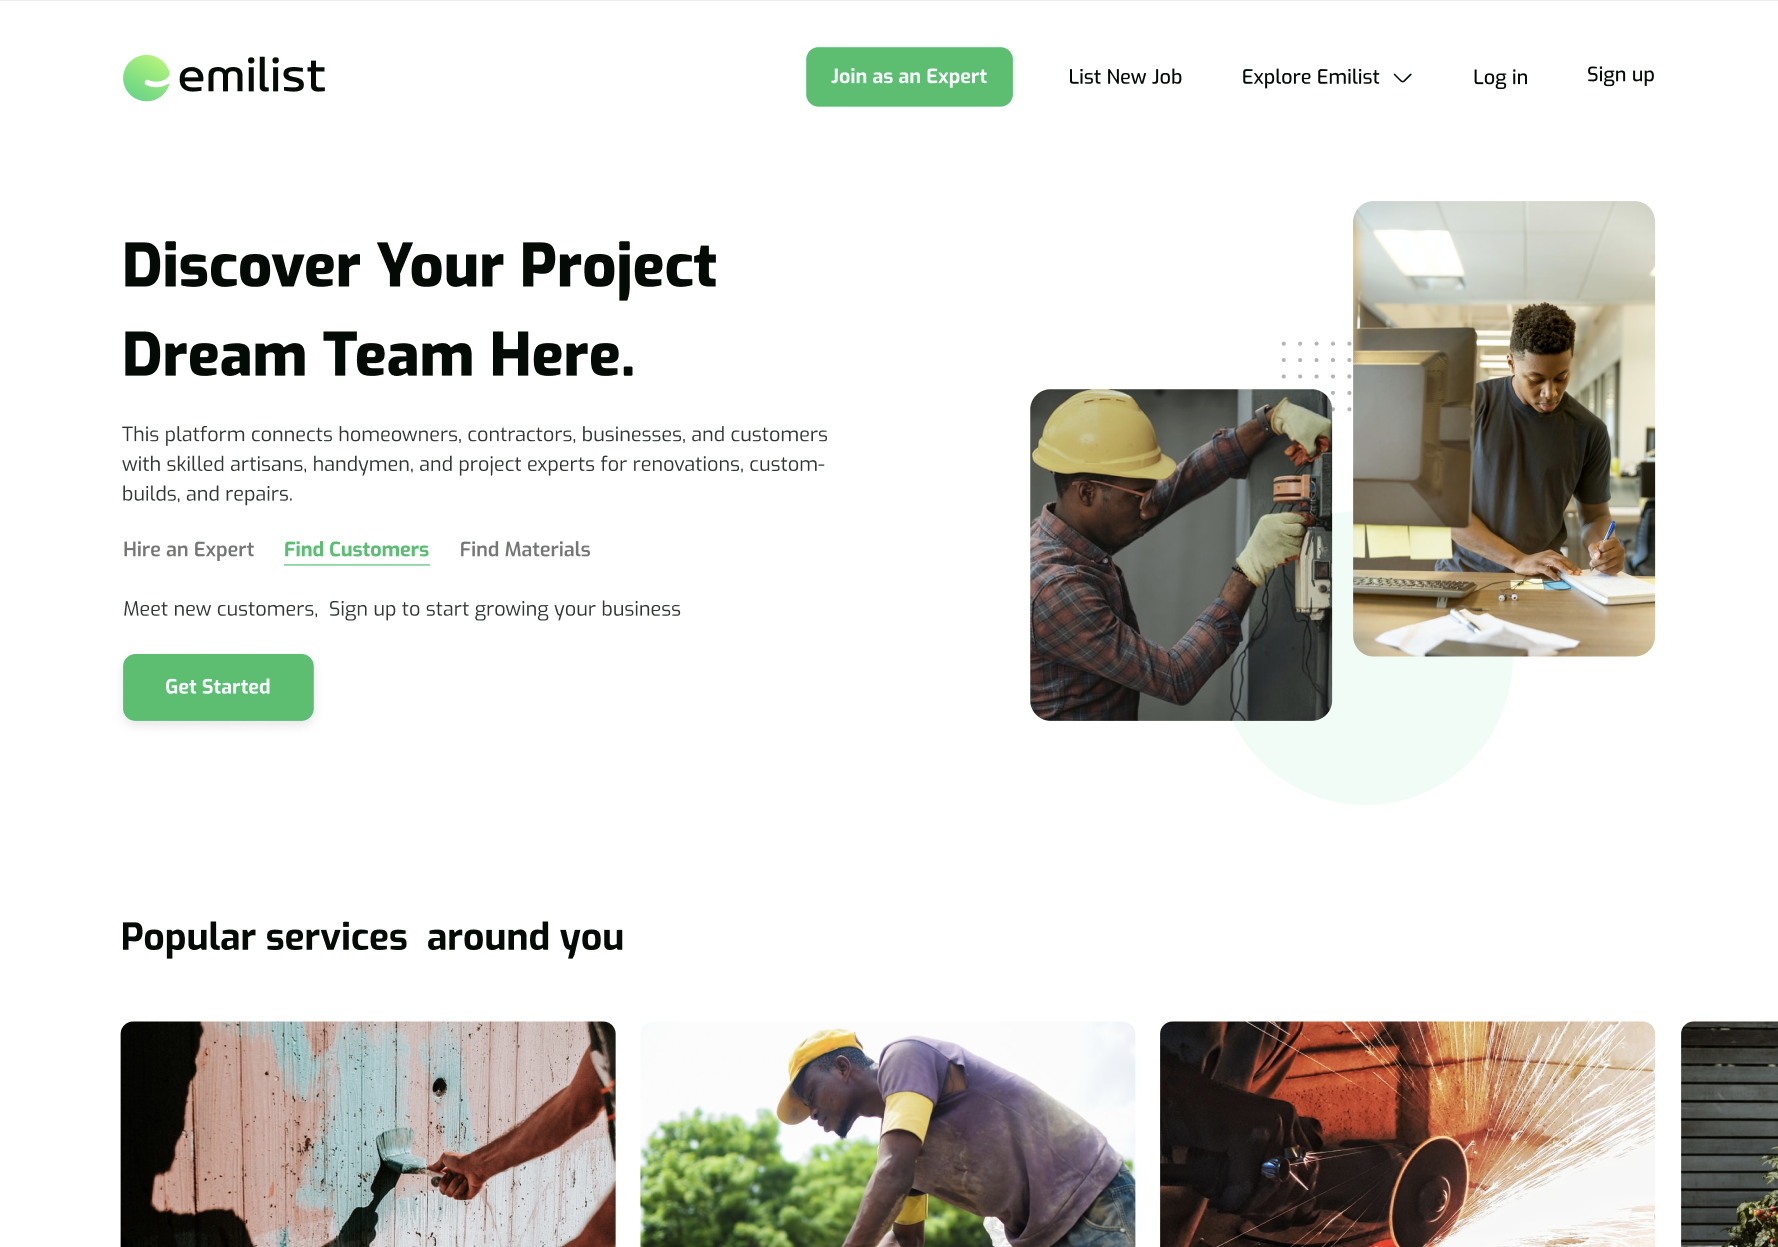 emilist
Join as an Expert
List New Job
Explore Emilist
Log in
Sign up
Discover Your Project
Dream Team Here.
This platform connects homeowners, contractors, businesses, and customers
with skilled artisans, handymen, and project experts for renovations, custom-
builds, and repairs.
Hire an Expert
Find Customers
Find Materials
Meet new customers,  Sign up to start growing your business
Get Started
Popular services  around you